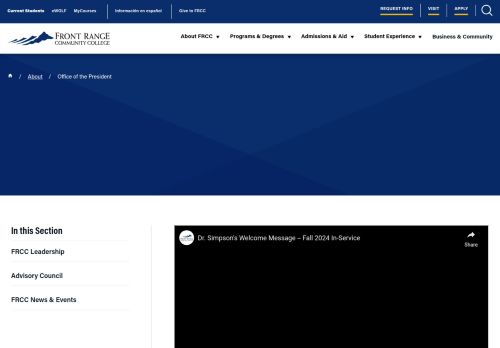 Current Students eWOLF MyCourses Información en español Give to FRCC REQUEST INFO VISIT APPLY
FRONT RANGE
COMMUNITY COLLEGE
About FRCC Programs & Degrees Admissions & Aid Student Experience Business & Community
/ About / Office of the President
In this Section
FRCC Leadership
Advisory Council
FRCC News & Events
Dr. Simpson's Welcome Message – Fall 2024 In-Service
Share